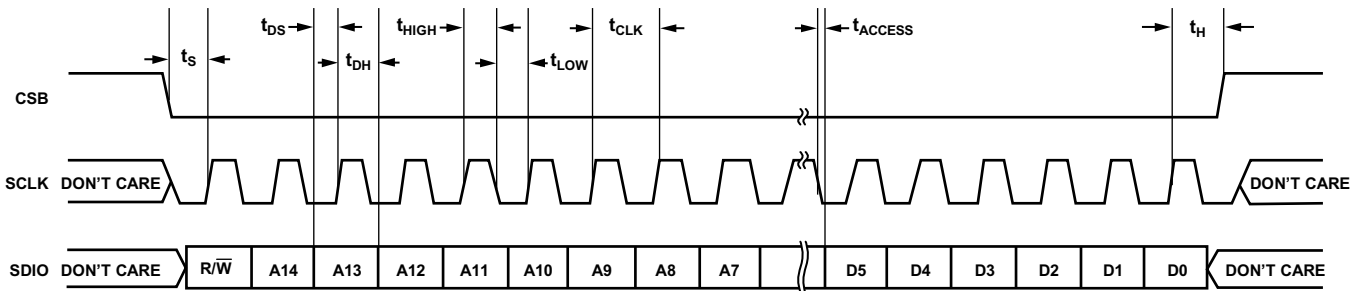 tDS tHIGH tCLK tACCESS tH
tS tDH tLOW
CSB
SCLK DON'T CARE DON'T CARE
SDIO DON'T CARE R/W̅ A14 A13 A12 A11 A10 A9 A8 A7 D5 D4 D3 D2 D1 D0 DON'T CARE